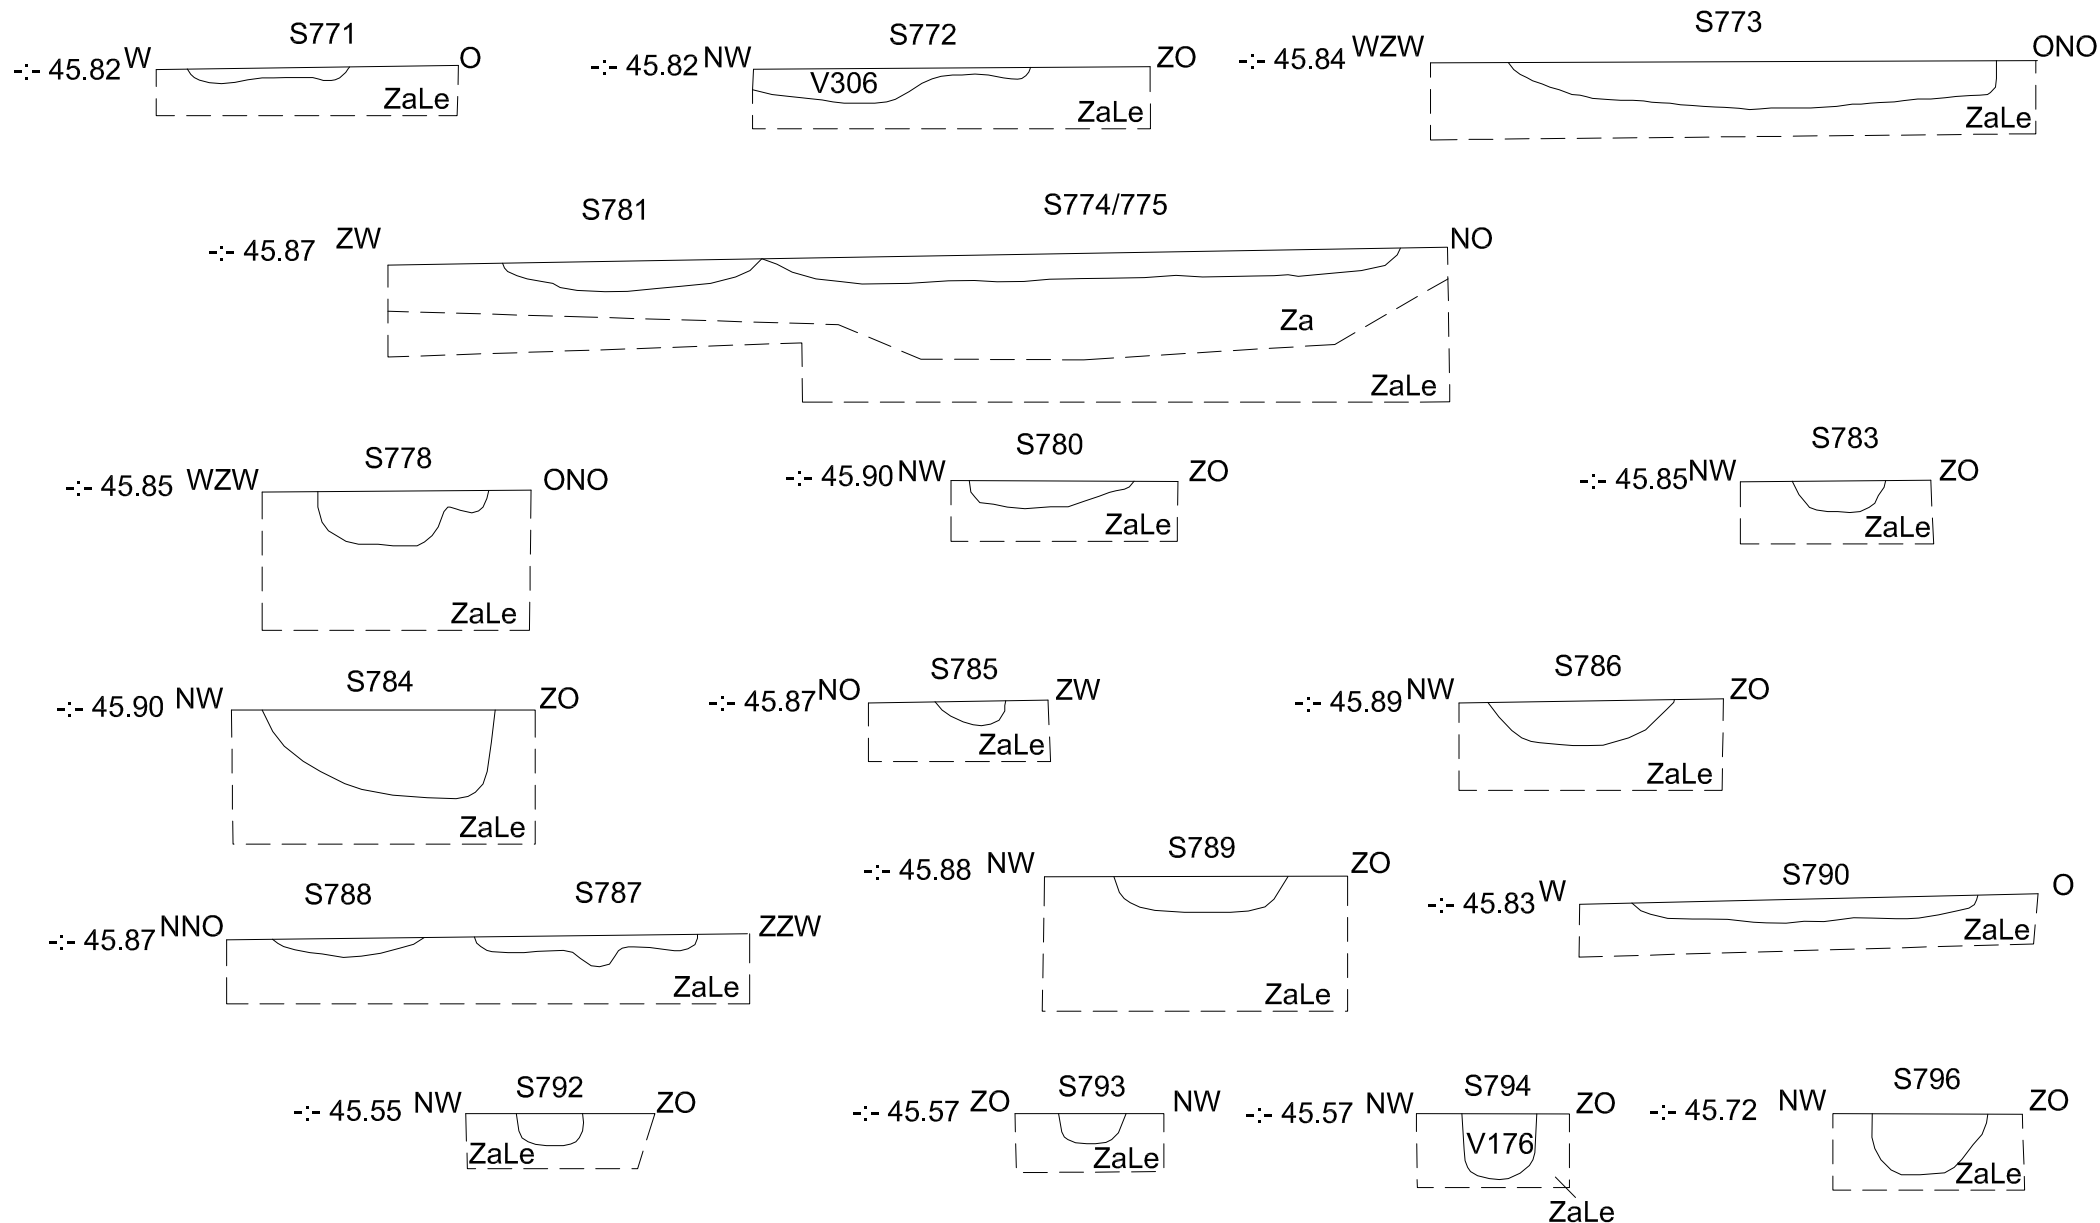 S771
-:- 45.82 W O
ZaLe
S772
-:- 45.82 NW ZO
V306
ZaLe
S773
-:- 45.84 WZW ONO
ZaLe
S781 S774/775
-:- 45.87 ZW NO
Za
ZaLe
S778
-:- 45.85 WZW ONO
ZaLe
S780
-:- 45.90 NW ZO
ZaLe
S783
-:- 45.85 NW ZO
ZaLe
S784
-:- 45.90 NW ZO
ZaLe
S785
-:- 45.87 NO ZW
ZaLe
S786
-:- 45.89 NW ZO
ZaLe
S788 S787
-:- 45.87 NNO ZZW
ZaLe
S789
-:- 45.88 NW ZO
ZaLe
S790
-:- 45.83 W O
ZaLe
S792
-:- 45.55 NW ZO
ZaLe
S793
-:- 45.57 ZO NW
ZaLe
S794
-:- 45.57 NW ZO
V176
ZaLe
S796
-:- 45.72 NW ZO
ZaLe